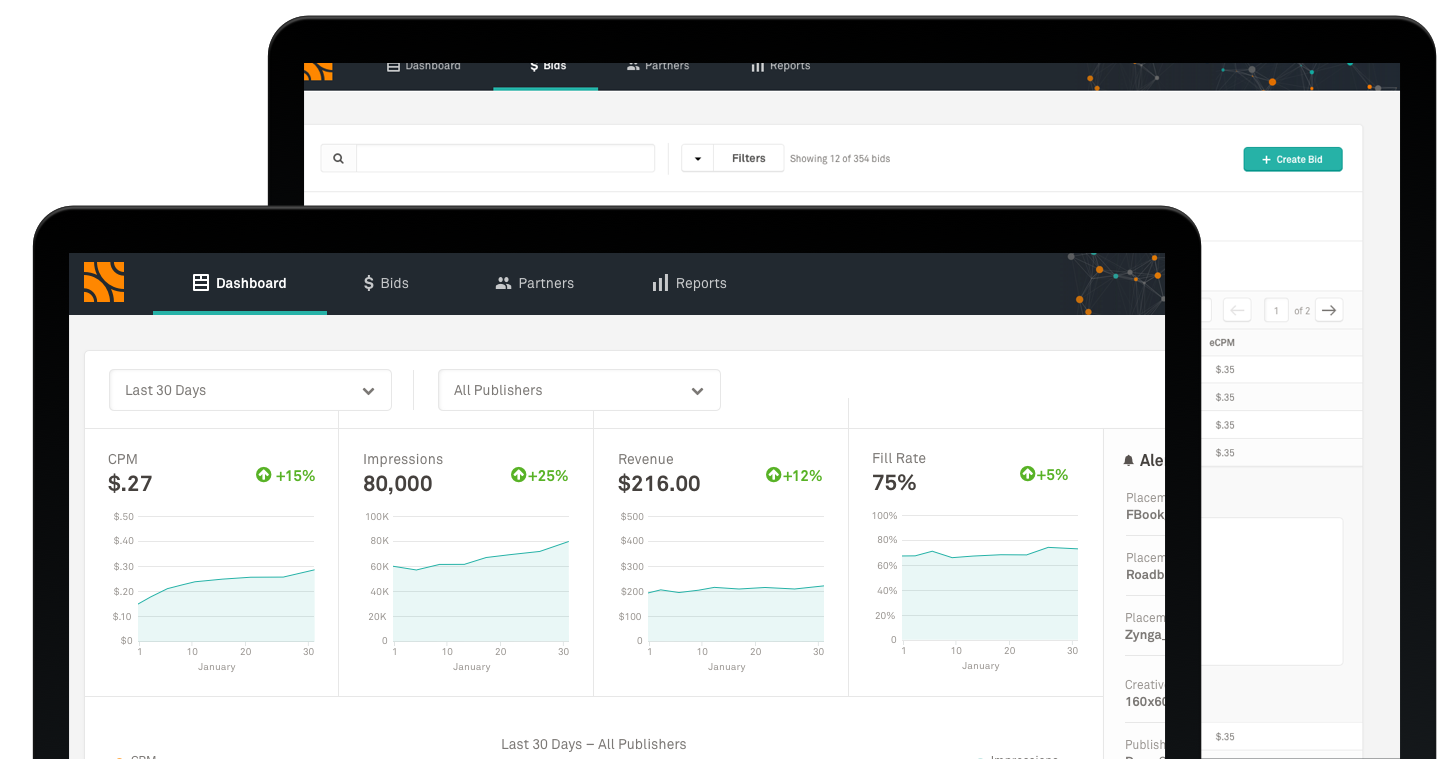 Dashboard
$ Bids
Partners
Reports
Filters
Showing 12 of 354 bids
+ Create Bid
1 of 2
eCPM
$.35
$.35
$.35
$.35
$.35
Dashboard
$ Bids
Partners
Reports
Last 30 Days
All Publishers
CPM
$.27
+15%
$.50
$.40
$.30
$.20
$.10
$0
1 10 20 30
January
Impressions
80,000
+25%
100K
80K
60K
40K
20K
0
1 10 20 30
January
Revenue
$216.00
+12%
$500
$400
$300
$200
$100
0
1 10 20 30
January
Fill Rate
75%
+5%
100%
80%
60%
40%
20%
0
1 10 20 30
January
Ale
Placem
FBook
Placem
Roadb
Placem
Zynga_
Creativ
160x60
Publish
Last 30 Days – All Publishers
CPM
Impressions